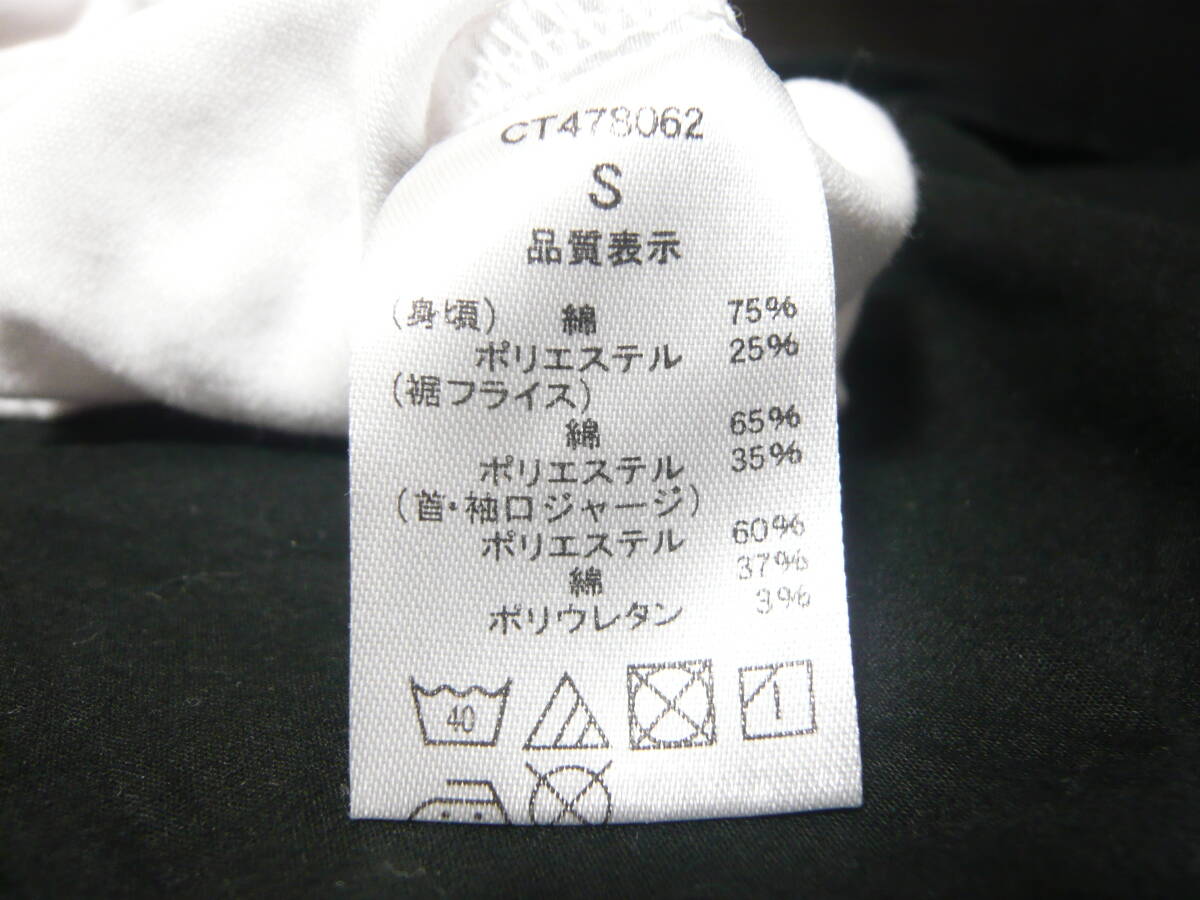 CT478062
S
品質表示
(身頃) 綿 75%
ポリエステル 25%
(裾フライス)
綿 65%
ポリエステル 35%
(首・袖口ジャージ)
ポリエステル 60%
綿 37%
ポリウレタン 3%
40